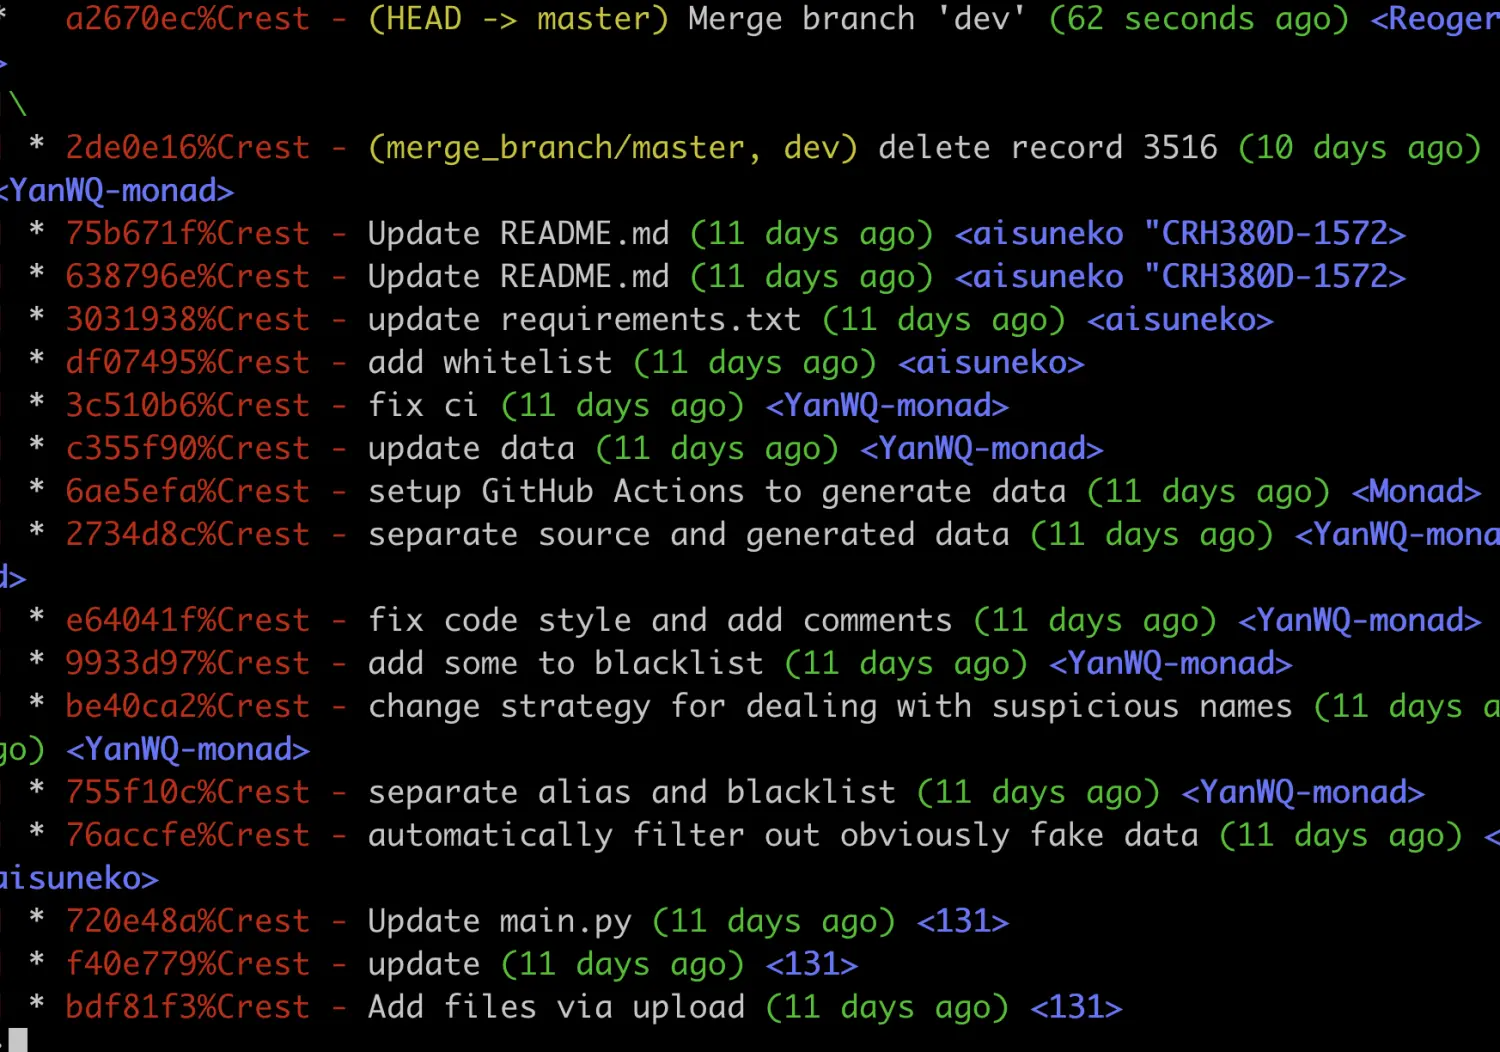 * a2670ec%Crest - (HEAD -> master) Merge branch 'dev' (62 seconds ago) <Reoger
>
|\
| * 2de0e16%Crest - (merge_branch/master, dev) delete record 3516 (10 days ago)
<YanWQ-monad>
| * 75b671f%Crest - Update README.md (11 days ago) <aisuneko "CRH380D-1572>
| * 638796e%Crest - Update README.md (11 days ago) <aisuneko "CRH380D-1572>
| * 3031938%Crest - update requirements.txt (11 days ago) <aisuneko>
| * df07495%Crest - add whitelist (11 days ago) <aisuneko>
| * 3c510b6%Crest - fix ci (11 days ago) <YanWQ-monad>
| * c355f90%Crest - update data (11 days ago) <YanWQ-monad>
| * 6ae5efa%Crest - setup GitHub Actions to generate data (11 days ago) <Monad>
| * 2734d8c%Crest - separate source and generated data (11 days ago) <YanWQ-mona
d>
| * e64041f%Crest - fix code style and add comments (11 days ago) <YanWQ-monad>
| * 9933d97%Crest - add some to blacklist (11 days ago) <YanWQ-monad>
| * be40ca2%Crest - change strategy for dealing with suspicious names (11 days a
go) <YanWQ-monad>
| * 755f10c%Crest - separate alias and blacklist (11 days ago) <YanWQ-monad>
| * 76accfe%Crest - automatically filter out obviously fake data (11 days ago) <
aisuneko>
| * 720e48a%Crest - Update main.py (11 days ago) <131>
| * f40e779%Crest - update (11 days ago) <131>
| * bdf81f3%Crest - Add files via upload (11 days ago) <131>
: